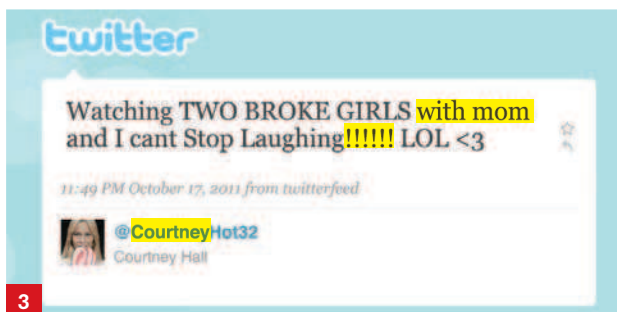 twitter
Watching TWO BROKE GIRLS with mom
and I cant Stop Laughing!!!!!! LOL <3
11:49 PM October 17, 2011 from twitterfeed
@CourtneyHot32
Courtney Hall
3